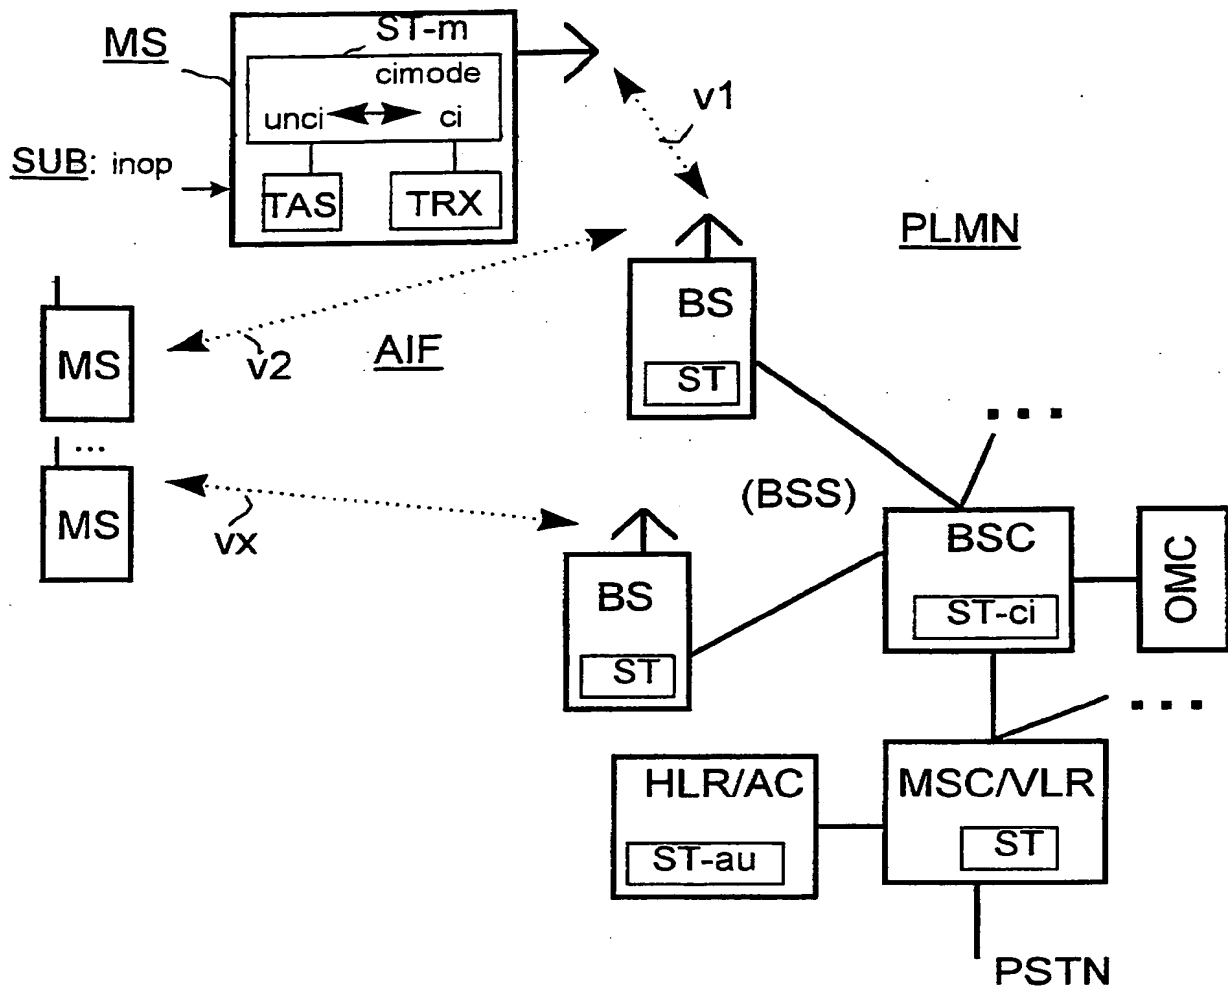 MS
ST-m
cimode
unci ci
SUB: inop
TAS
TRX
v1
PLMN
BS
ST
MS
v2
AIF
...
...
MS
vx
(BSS)
BS
ST
BSC
ST-ci
OMC
...
HLR/AC
ST-au
MSC/VLR
ST
PSTN